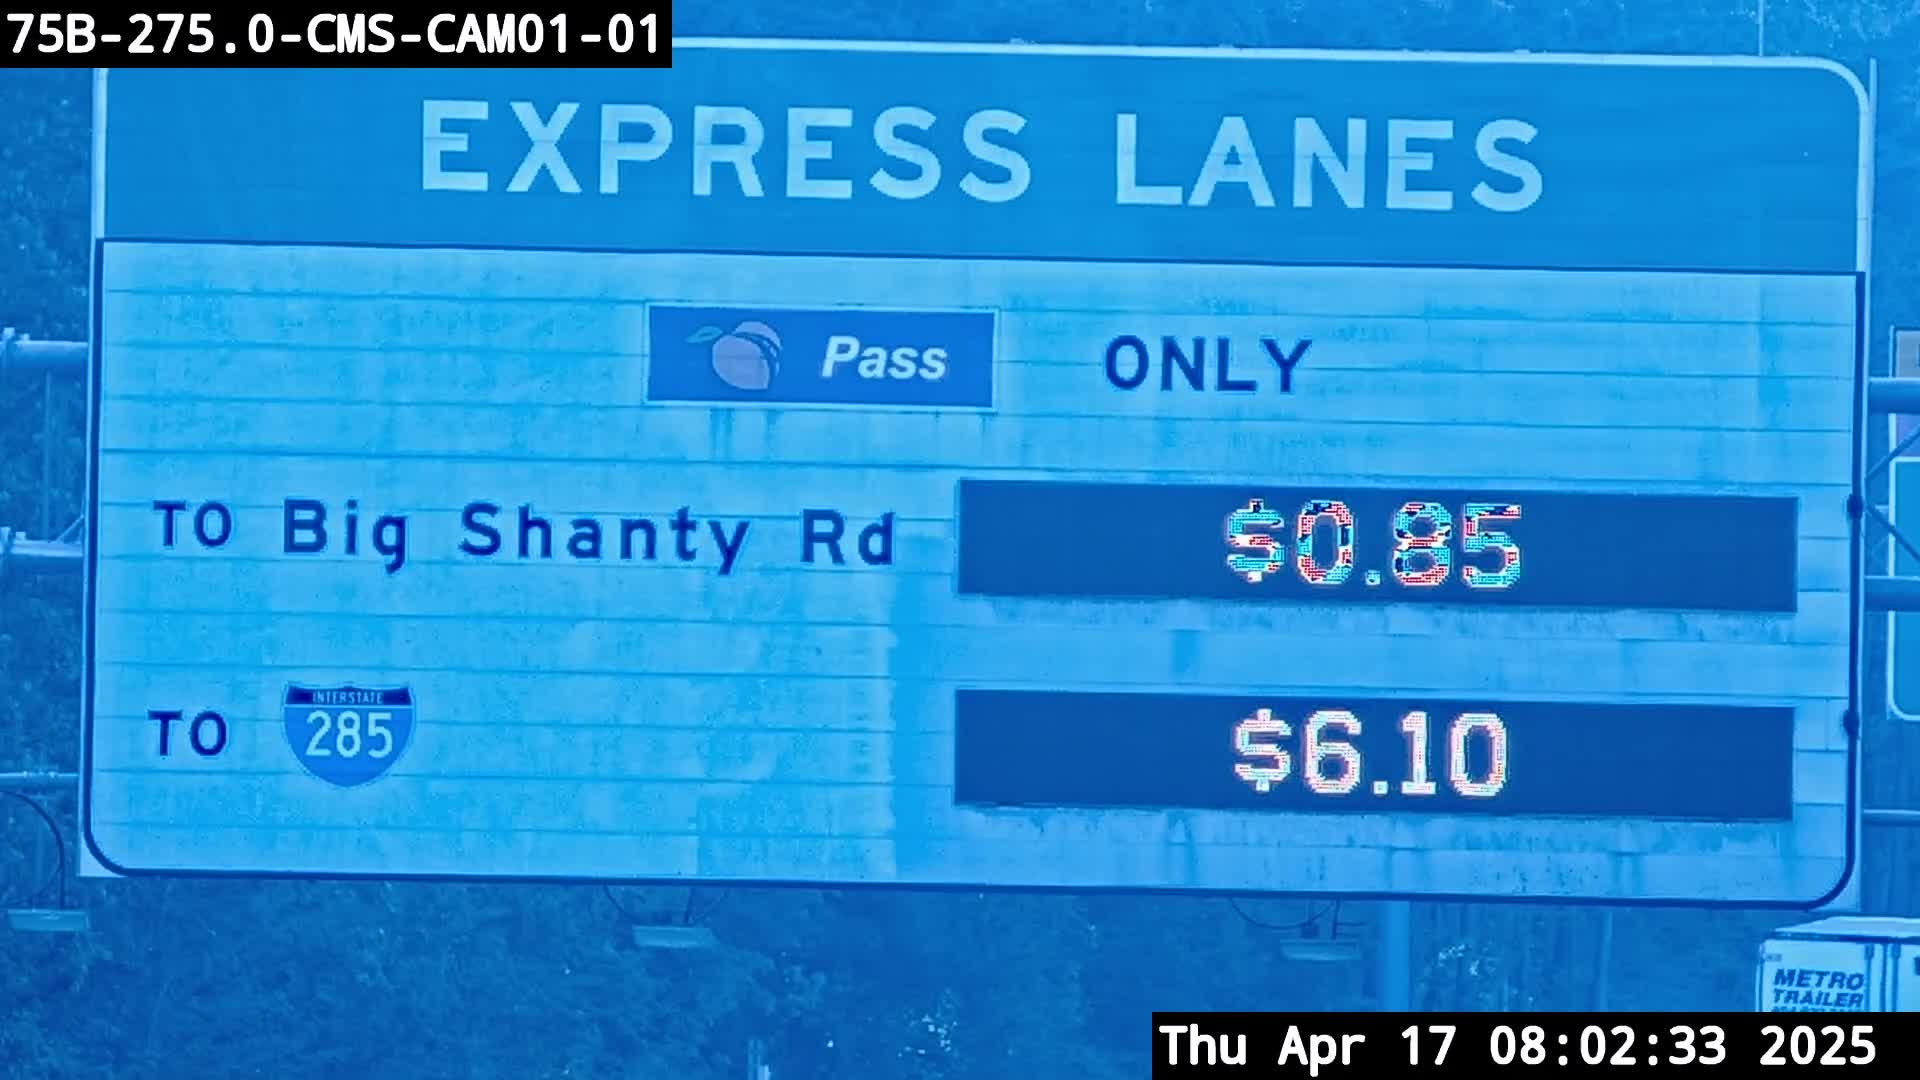 75B-275.0-CMS-CAM01-01
EXPRESS LANES
Pass ONLY
TO Big Shanty Rd $0.85
TO INTERSTATE 285 $6.10
METRO
TRAILER
Thu Apr 17 08:02:33 2025